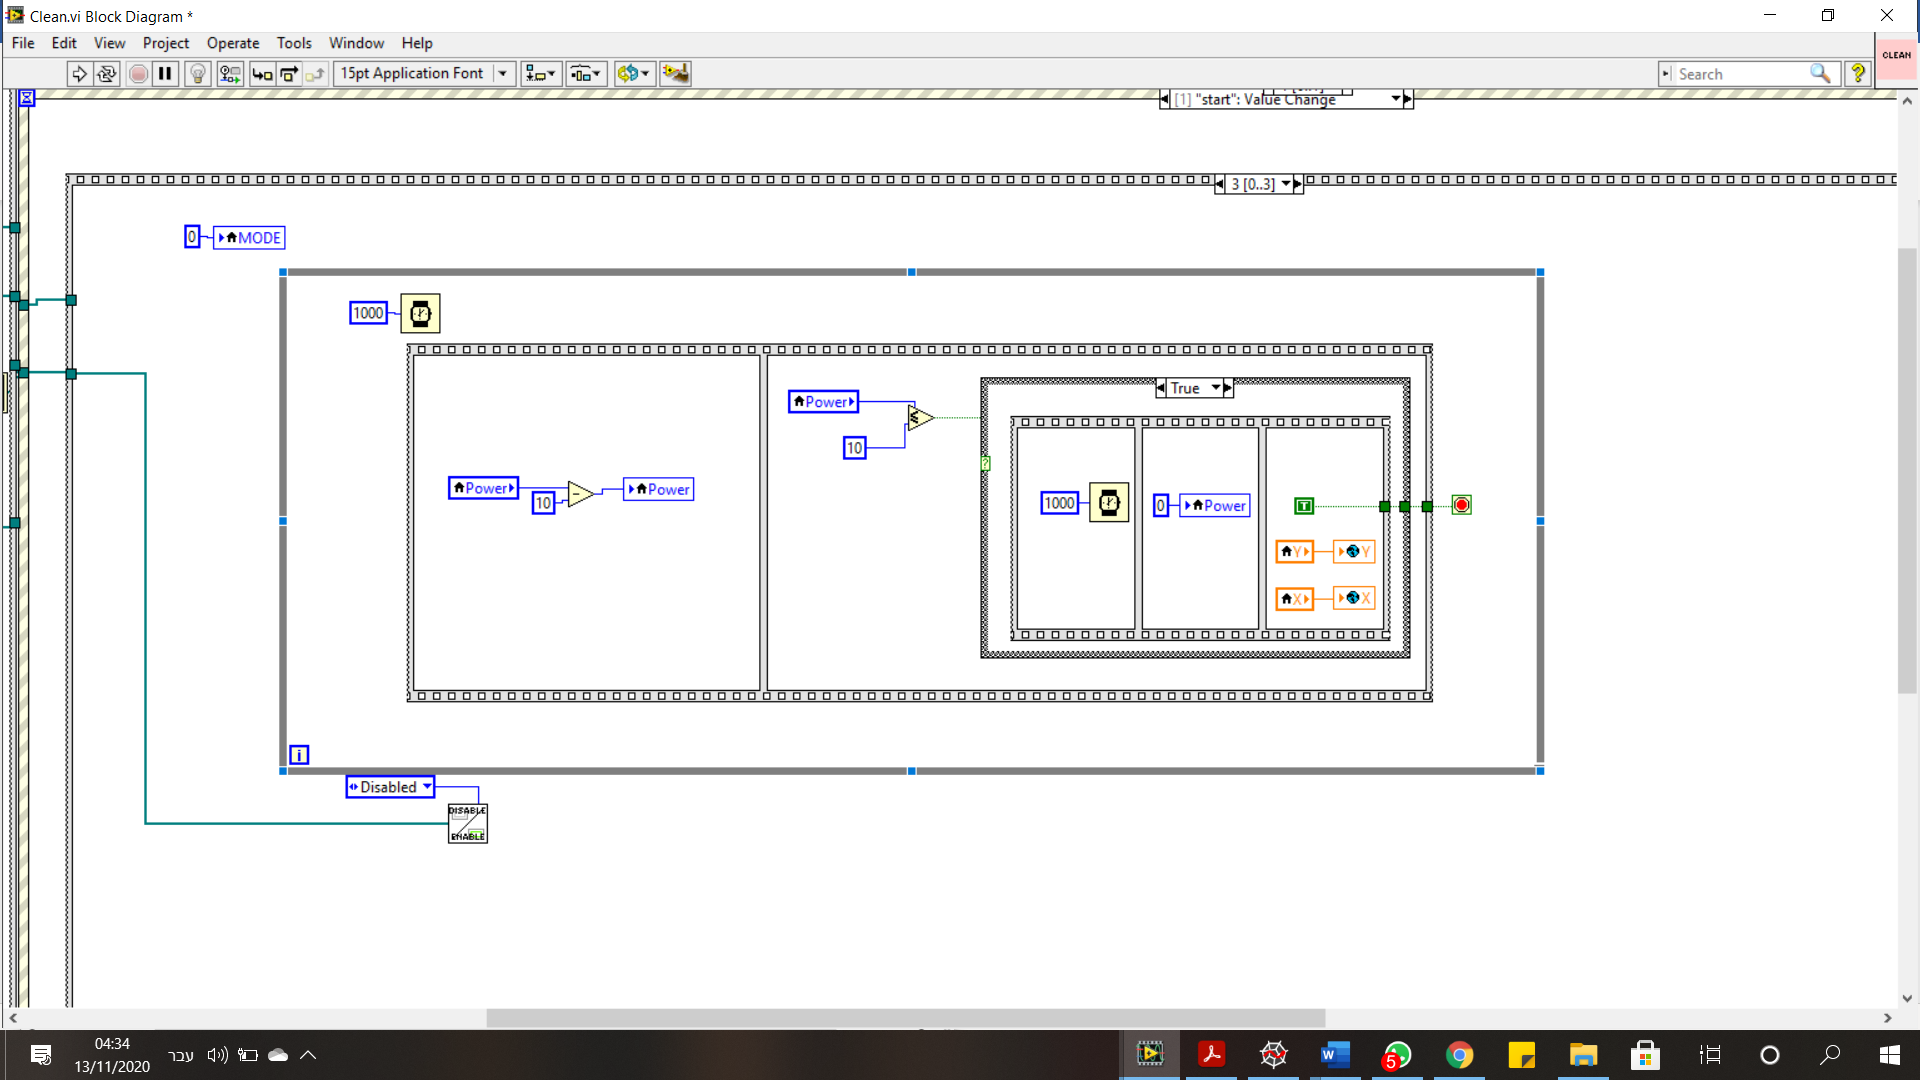 Clean.vi Block Diagram *
File Edit View Project Operate Tools Window Help
CLEAN
15pt Application Font
Search
?
[1] "start": Value Change
3 [0..3]
0 MODE
1000
True
Power
10
Power 10 - Power
?
1000
0 Power
T
Y Y
X X
i
Disabled
DISABLE
ENABLE
04:34
13/11/2020
עבר
W
5